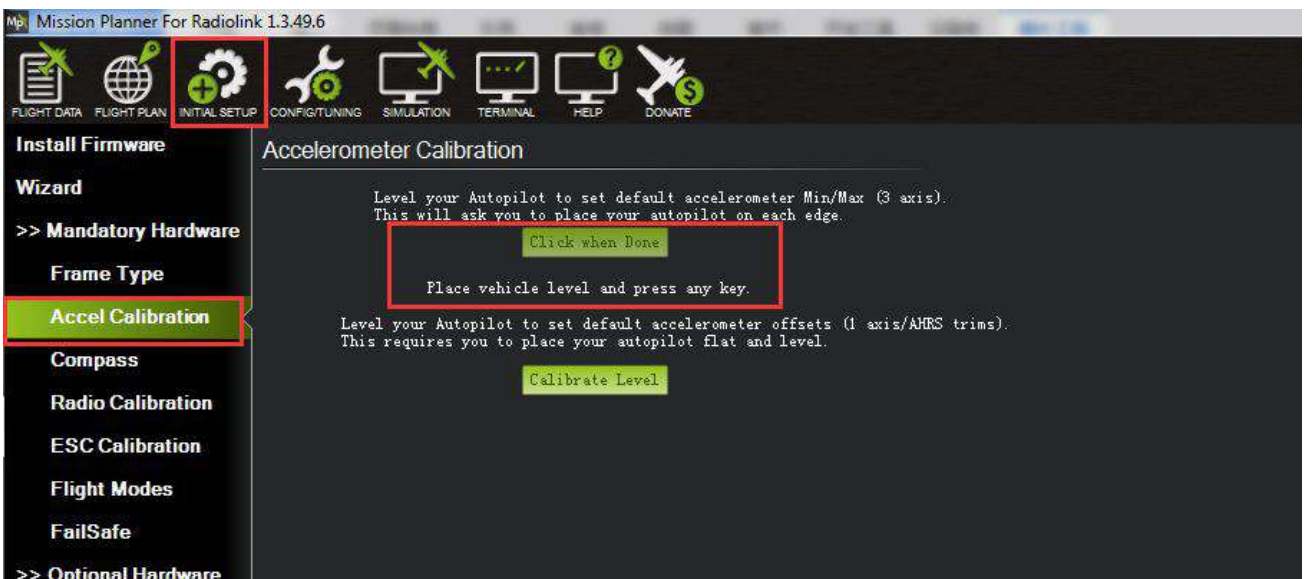 Mission Planner For Radiolink 1.3.49.6
FLIGHT DATA FLIGHT PLAN INITIAL SETUP CONFIG/TUNING SIMULATION TERMINAL HELP DONATE
Install Firmware
Wizard
>> Mandatory Hardware
Frame Type
Accel Calibration
Compass
Radio Calibration
ESC Calibration
Flight Modes
FailSafe
>> Optional Hardware
Accelerometer Calibration
Level your Autopilot to set default accelerometer Min/Max (3 axis).
This will ask you to place your autopilot on each edge.
Click when Done
Place vehicle level and press any key.
Level your Autopilot to set default accelerometer offsets (1 axis/AHRS trims).
This requires you to place your autopilot flat and level.
Calibrate Level